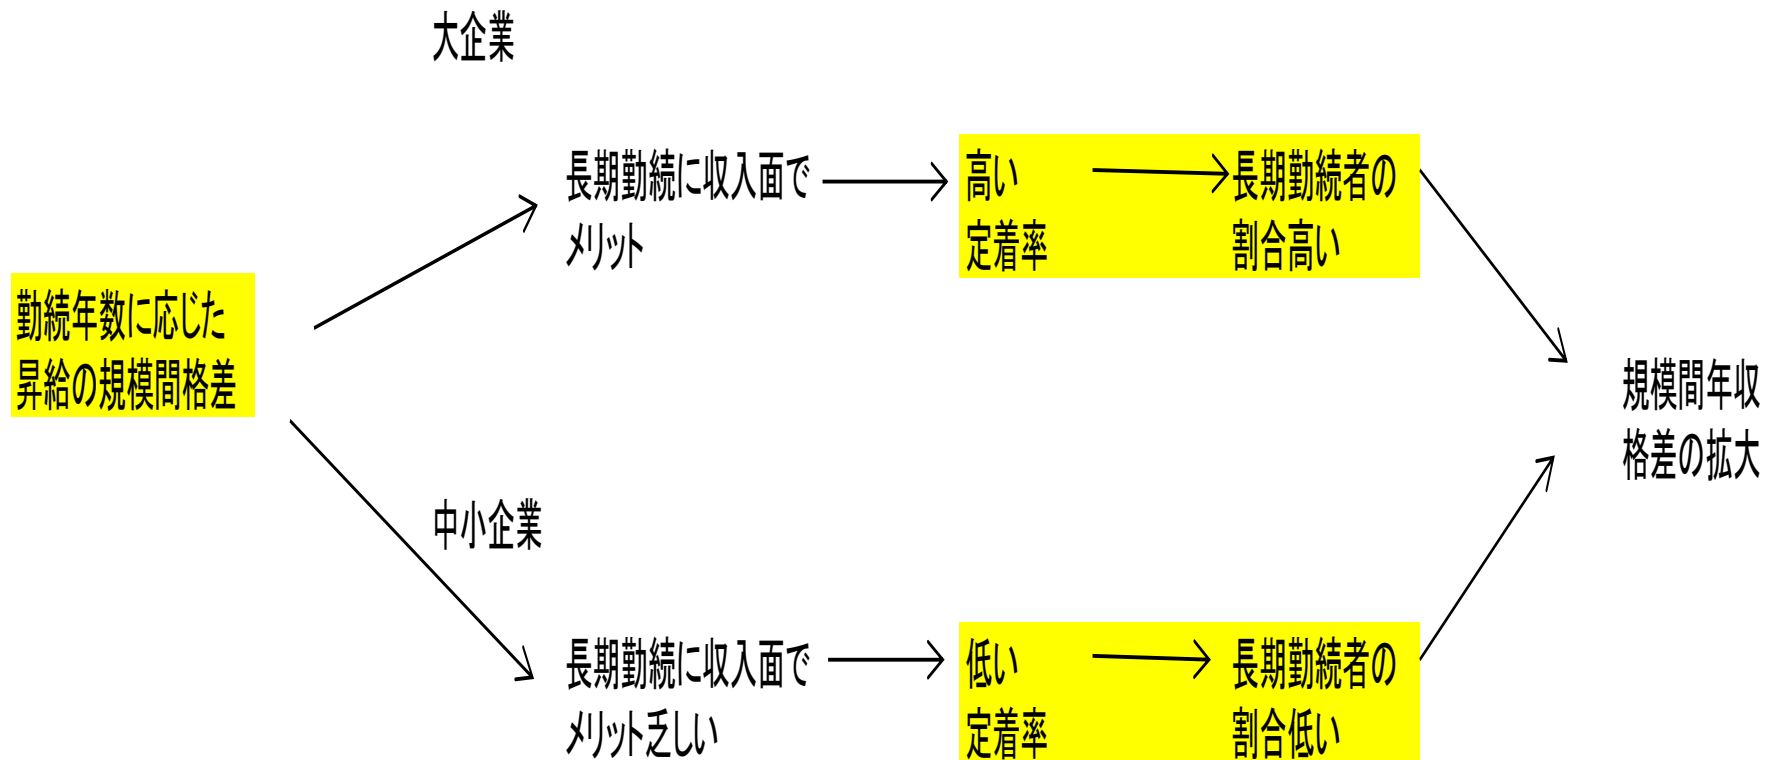 大企業
長期勤続に収入面で
メリット
高い
定着率
長期勤続者の
割合高い
勤続年数に応じた
昇給の規模間格差
規模間年収
格差の拡大
中小企業
長期勤続に収入面で
メリット乏しい
低い
定着率
長期勤続者の
割合低い